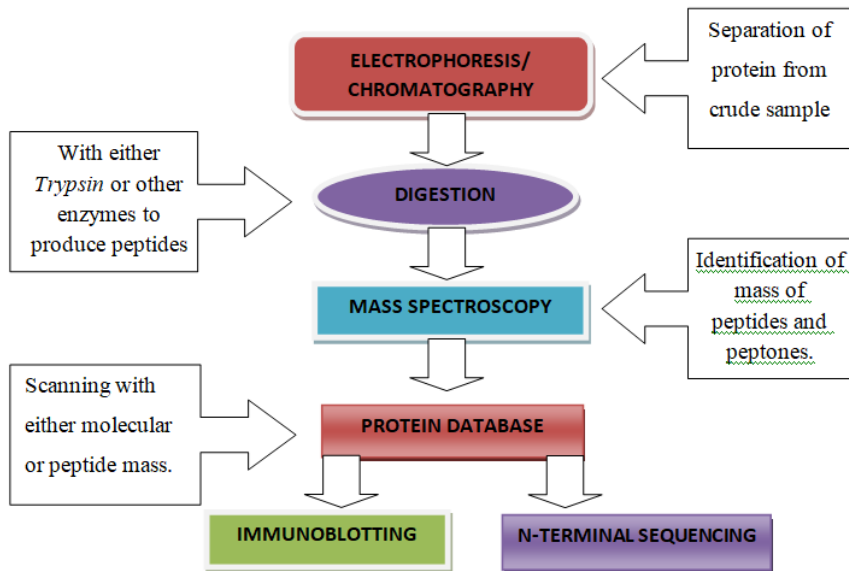 ELECTROPHORESIS/
CHROMATOGRAPHY
Separation of
protein from
crude sample
With either
Trypsin or other
enzymes to
produce peptides
DIGESTION
MASS SPECTROSCOPY
Identification of
mass of
peptides and
peptones.
Scanning with
either molecular
or peptide mass.
PROTEIN DATABASE
IMMUNOBLOTTING
N-TERMINAL SEQUENCING